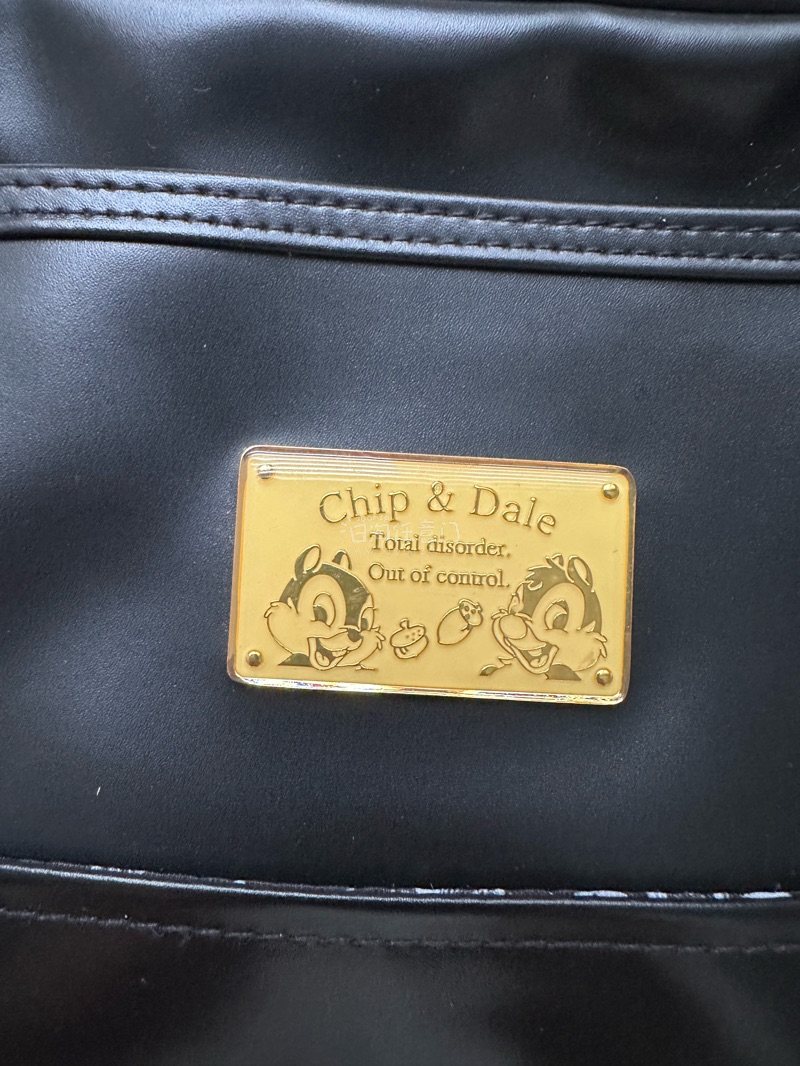 Chip & Dale
Total disorder.
Out of control.